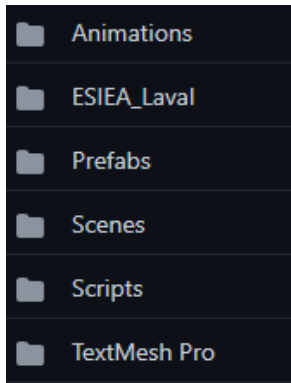 Animations
ESIEA_Laval
Prefabs
Scenes
Scripts
TextMesh Pro